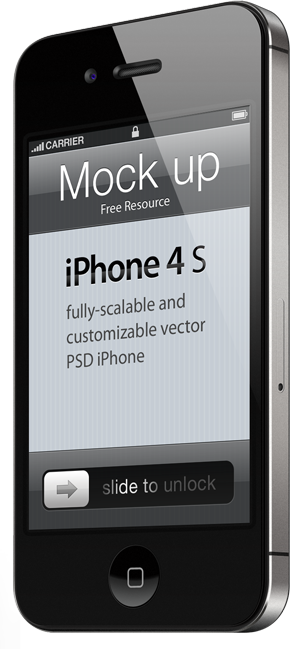 CARRIER
Mock up
Free Resource
iPhone 4 S
fully-scalable and
customizable vector
PSD iPhone
slide to unlock